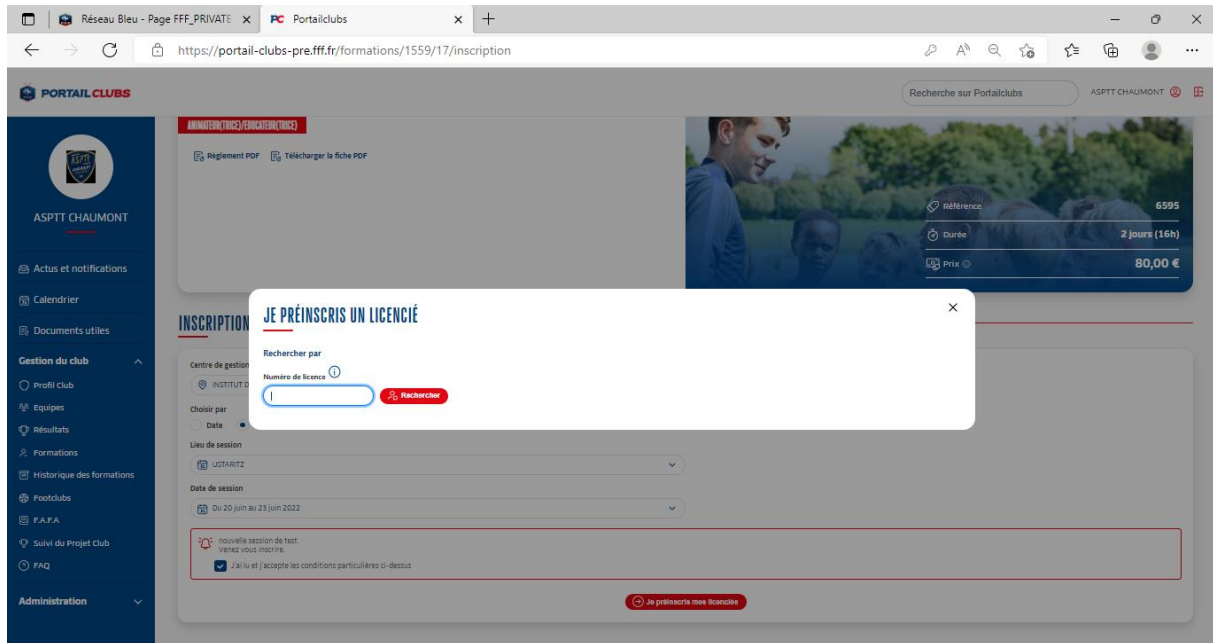 Réseau Bleu - Page FFF_PRIVATE
PC Portailclubs
https://portail-clubs-pre.fff.fr/formations/1559/17/inscription
PORTAILCLUBS
Recherche sur Portailclubs
ASPTT CHAUMONT
ASPTT CHAUMONT
Actus et notifications
Calendrier
Documents utiles
Gestion du club
Profil Club
Equipes
Résultats
Formations
Historique des formations
Footclubs
F.A.F.A
Suivi du Projet Club
FAQ
Administration
ANIMATEUR(TRICE)/EDUCATEUR(TRICE)
Règlement PDF Télécharger la fiche PDF
Référence 6595
Durée 2 jours (16h)
Prix 80,00 €
INSCRIPTION
Centre de gestion
INSTITUT D
Choisir par
Date
Lieu de session
USTARITZ
Date de session
Du 20 juin au 23 juin 2022
nouvelle session de test.
Venez vous inscrire.
J'ai lu et j'accepte les conditions particulières ci-dessus
Je préinscris mes licenciés
JE PRÉINSCRIS UN LICENCIÉ
Rechercher par
Numéro de licence
Rechercher